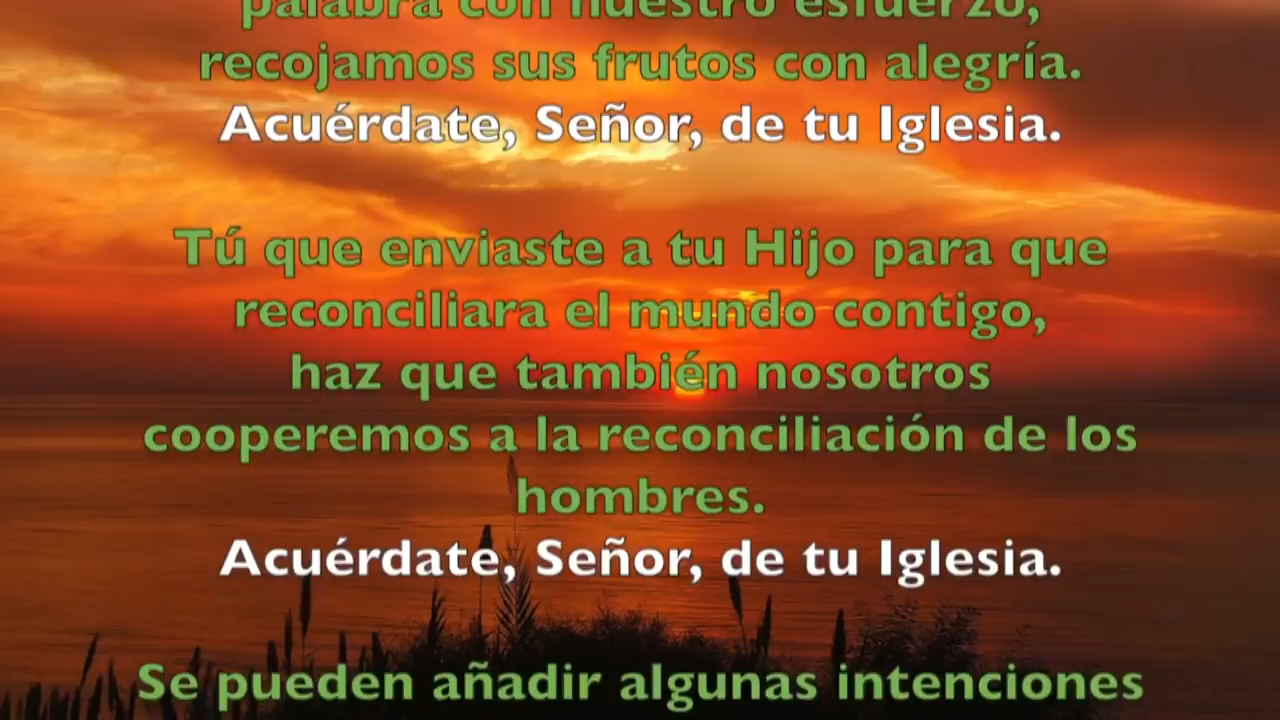 palabra con nuestro esfuerzo,
recojamos sus frutos con alegría.
Acuérdate, Señor, de tu Iglesia.
Tú que enviaste a tu Hijo para que
reconciliara el mundo contigo,
haz que también nosotros
cooperemos a la reconciliación de los
hombres.
Acuérdate, Señor, de tu Iglesia.
Se pueden añadir algunas intenciones